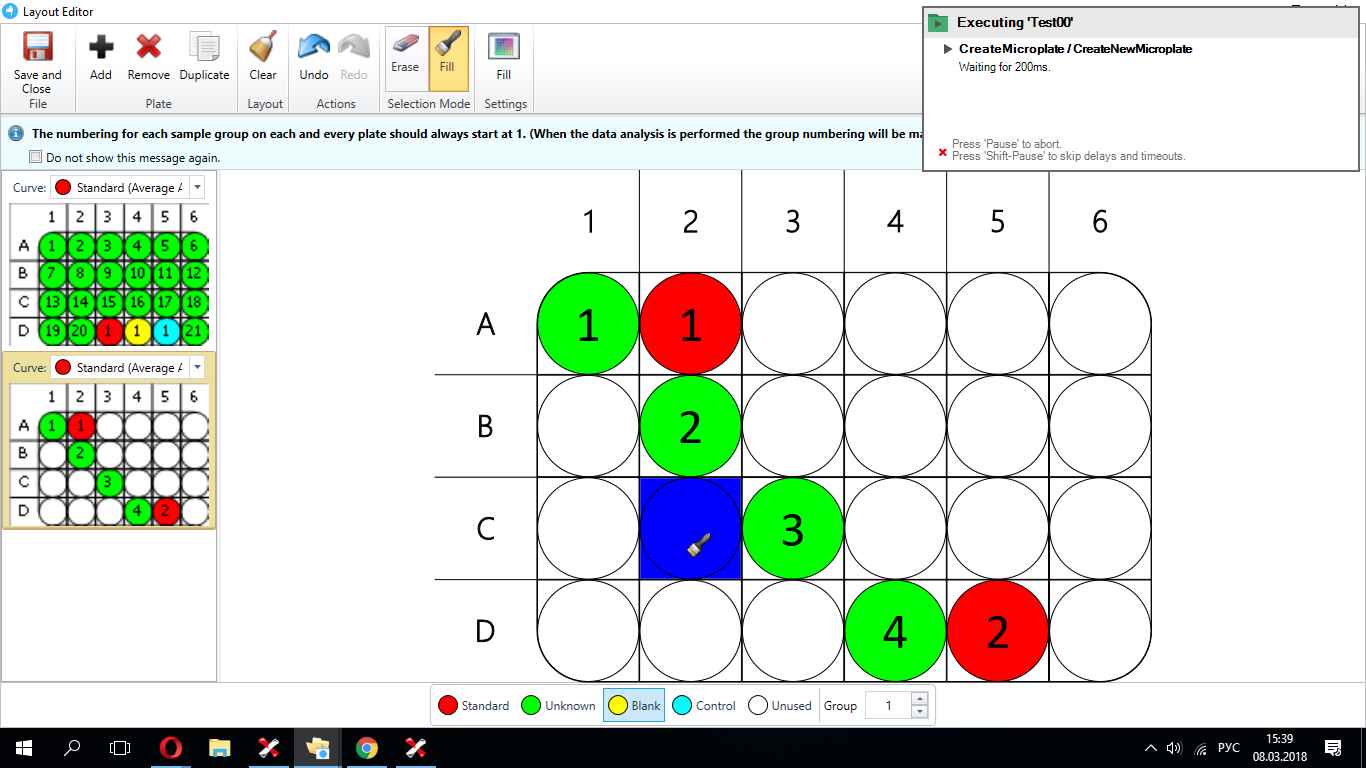 Layout Editor
Save and Close
File
Add
Remove
Duplicate
Plate
Clear
Layout
Undo
Redo
Actions
Erase
Fill
Selection Mode
Fill
Settings
Executing 'Test00'
CreateMicroplate / CreateNewMicroplate
Waiting for 200ms.
Press 'Pause' to abort.
Press 'Shift-Pause' to skip delays and timeouts.
The numbering for each sample group on each and every plate should always start at 1. (When the data analysis is performed the group numbering will be
Do not show this message again.
Curve: Standard (Average
1 2 3 4 5 6
A 1 2 3 4 5 6
B 7 8 9 10 11 12
C 13 14 15 16 17 18
D 19 20 1 1 1 21
Curve: Standard (Average
1 2 3 4 5 6
A 1 1
B 2
C 3
D 4 2
1 2 3 4 5 6
A 1 1
B 2
C 3
D 4 2
Standard Unknown Blank Control Unused Group 1
РУС
15:39
08.03.2018